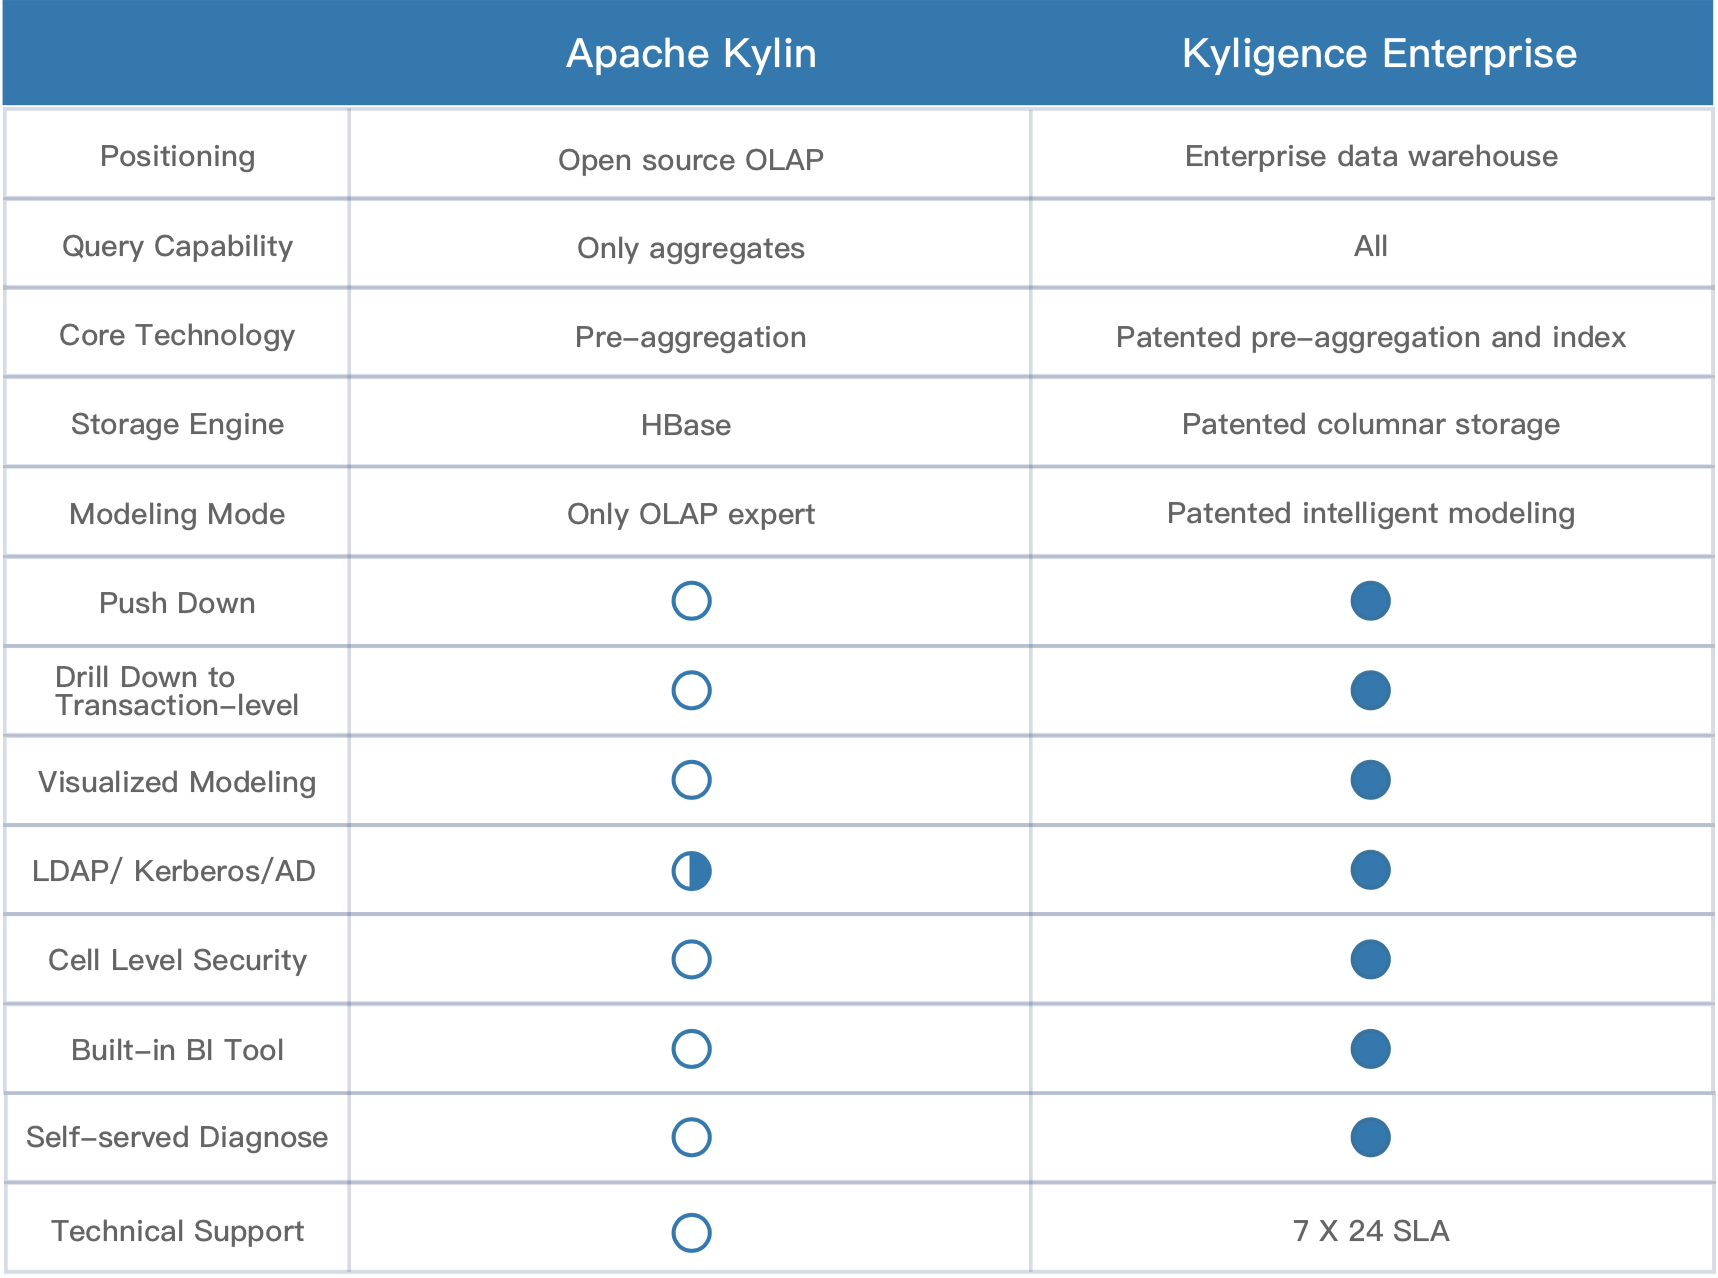 Apache Kylin Kyligence Enterprise
Positioning Open source OLAP Enterprise data warehouse
Query Capability Only aggregates All
Core Technology Pre–aggregation Patented pre–aggregation and index
Storage Engine HBase Patented columnar storage
Modeling Mode Only OLAP expert Patented intelligent modeling
Push Down
Drill Down to
Transaction–level
Visualized Modeling
LDAP/ Kerberos/AD
Cell Level Security
Built–in BI Tool
Self–served Diagnose
Technical Support 7 X 24 SLA